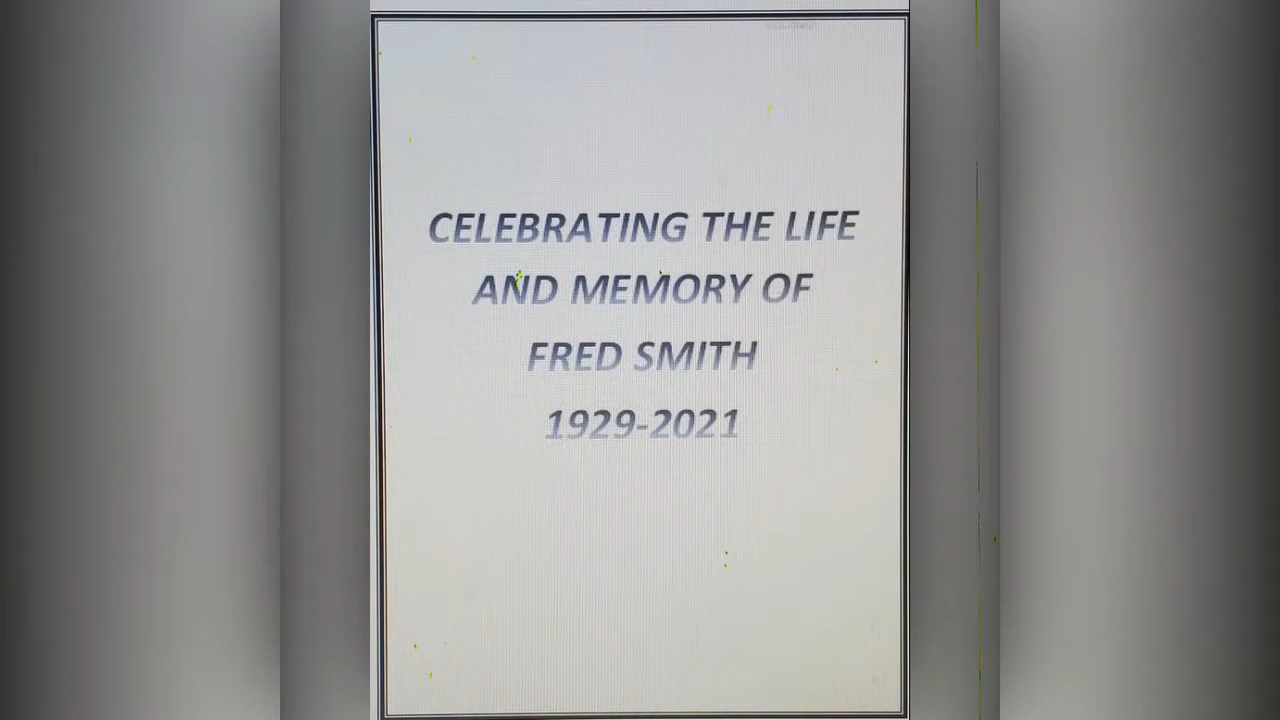 CELEBRATING THE LIFE
AND MEMORY OF
FRED SMITH
1929-2021